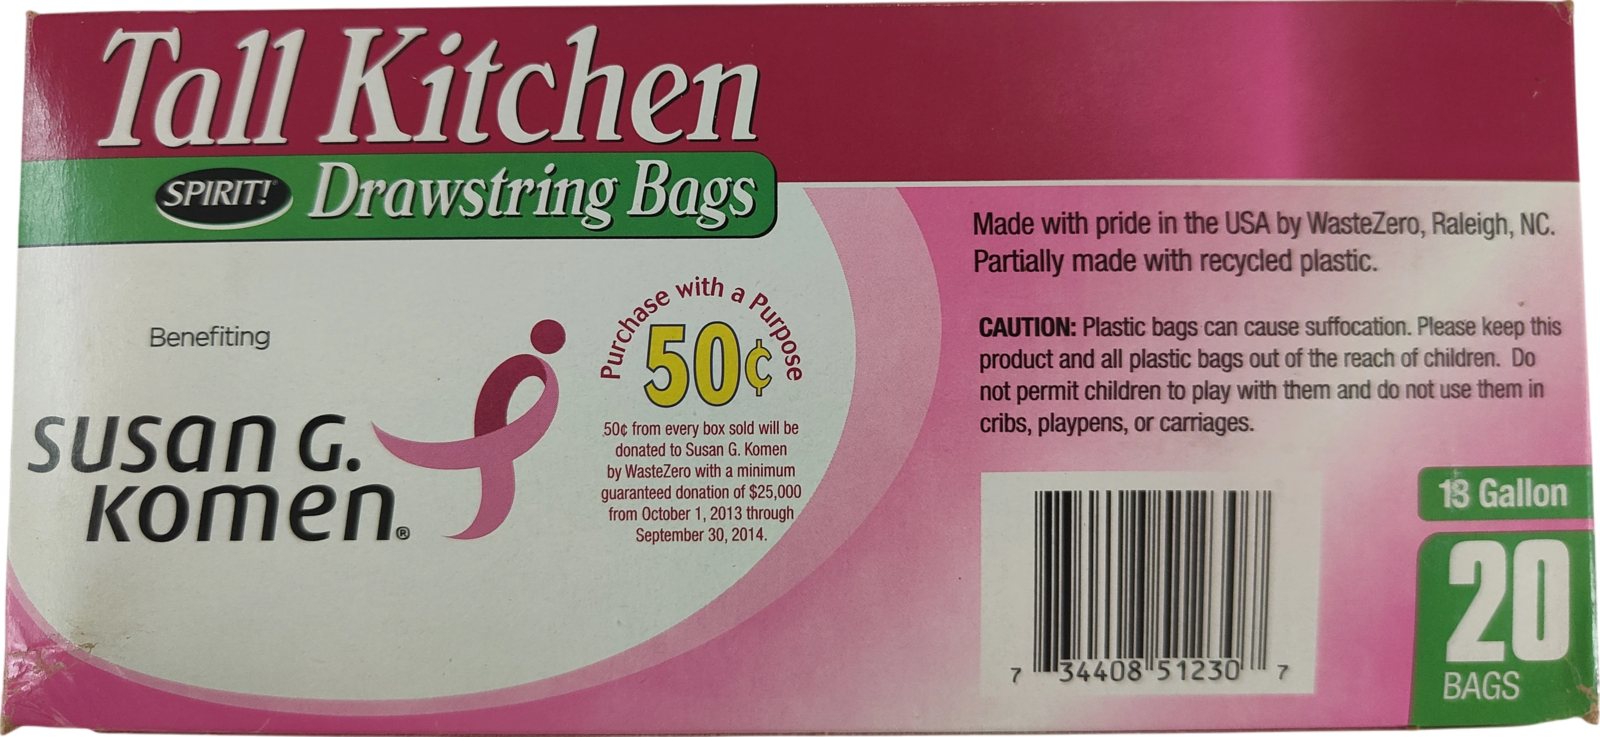 Tall Kitchen
SPIRIT! Drawstring Bags
Benefiting
susan G.
komen®
Purchase with a Purpose
50¢
50¢ from every box sold will be
donated to Susan G. Komen
by WasteZero with a minimum
guaranteed donation of $25,000
from October 1, 2013 through
September 30, 2014.
Made with pride in the USA by WasteZero, Raleigh, NC.
Partially made with recycled plastic.
CAUTION: Plastic bags can cause suffocation. Please keep this
product and all plastic bags out of the reach of children. Do
not permit children to play with them and do not use them in
cribs, playpens, or carriages.
7 34408 51230 7
13 Gallon
20
BAGS